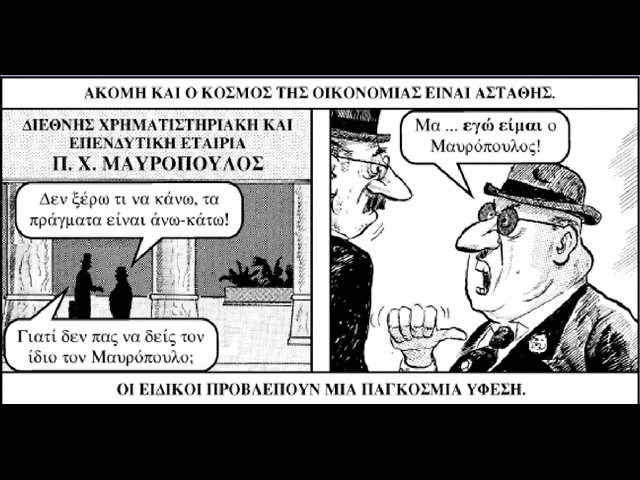 ΑΚΟΜΗ ΚΑΙ Ο ΚΟΣΜΟΣ ΤΗΣ ΟΙΚΟΝΟΜΙΑΣ ΕΙΝΑΙ ΑΣΤΑΘΗΣ.
ΔΙΕΘΝΗΣ ΧΡΗΜΑΤΙΣΤΗΡΙΑΚΗ ΚΑΙ
ΕΠΕΝΔΥΤΙΚΗ ΕΤΑΙΡΙΑ
Π. Χ. ΜΑΥΡΟΠΟΥΛΟΣ
Δεν ξέρω τι να κάνω, τα
πράγματα είναι άνω-κάτω!
Γιατί δεν πας να δείς τον
ίδιο τον Μαυρόπουλο;
Μα ... εγώ είμαι ο
Μαυρόπουλος!
ΟΙ ΕΙΔΙΚΟΙ ΠΡΟΒΛΕΠΟΥΝ ΜΙΑ ΠΑΓΚΟΣΜΙΑ ΥΦΕΣΗ.